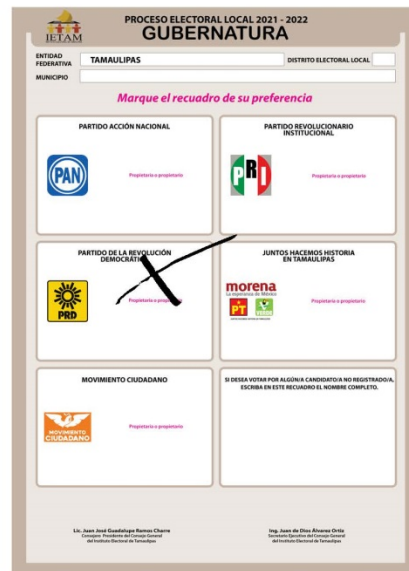 IETAM
PROCESO ELECTORAL LOCAL 2021 - 2022
GUBERNATURA
ENTIDAD FEDERATIVA
TAMAULIPAS
DISTRITO ELECTORAL LOCAL
MUNICIPIO
Marque el recuadro de su preferencia
PARTIDO ACCIÓN NACIONAL
PAN
Propietaria o propietario
PARTIDO REVOLUCIONARIO
INSTITUCIONAL
PRI
Propietaria o propietario
PARTIDO DE LA REVOLUCIÓN
DEMOCRÁTICA
PRD
Propietaria o propietario
JUNTOS HACEMOS HISTORIA
EN TAMAULIPAS
morena
La esperanza de México
PT
VERDE
Propietaria o propietario
MOVIMIENTO CIUDADANO
MOVIMIENTO
CIUDADANO
Propietaria o propietario
SI DESEA VOTAR POR ALGÚN/A CANDIDATO/A NO REGISTRADO/A,
ESCRIBA EN ESTE RECUADRO EL NOMBRE COMPLETO.
Lic. Juan José Guadalupe Ramos Charre
Consejero Presidente del Consejo General
del Instituto Electoral de Tamaulipas
Ing. Juan de Dios Álvarez Ortiz
Secretario Ejecutivo del Consejo General
del Instituto Electoral de Tamaulipas